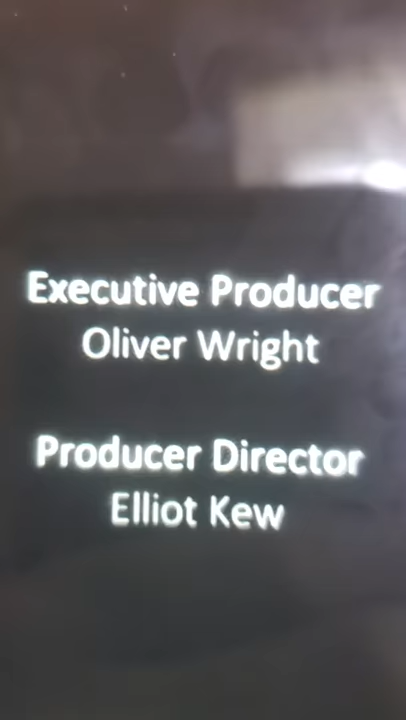 Executive Producer
Oliver Wright
Producer Director
Elliot Kew